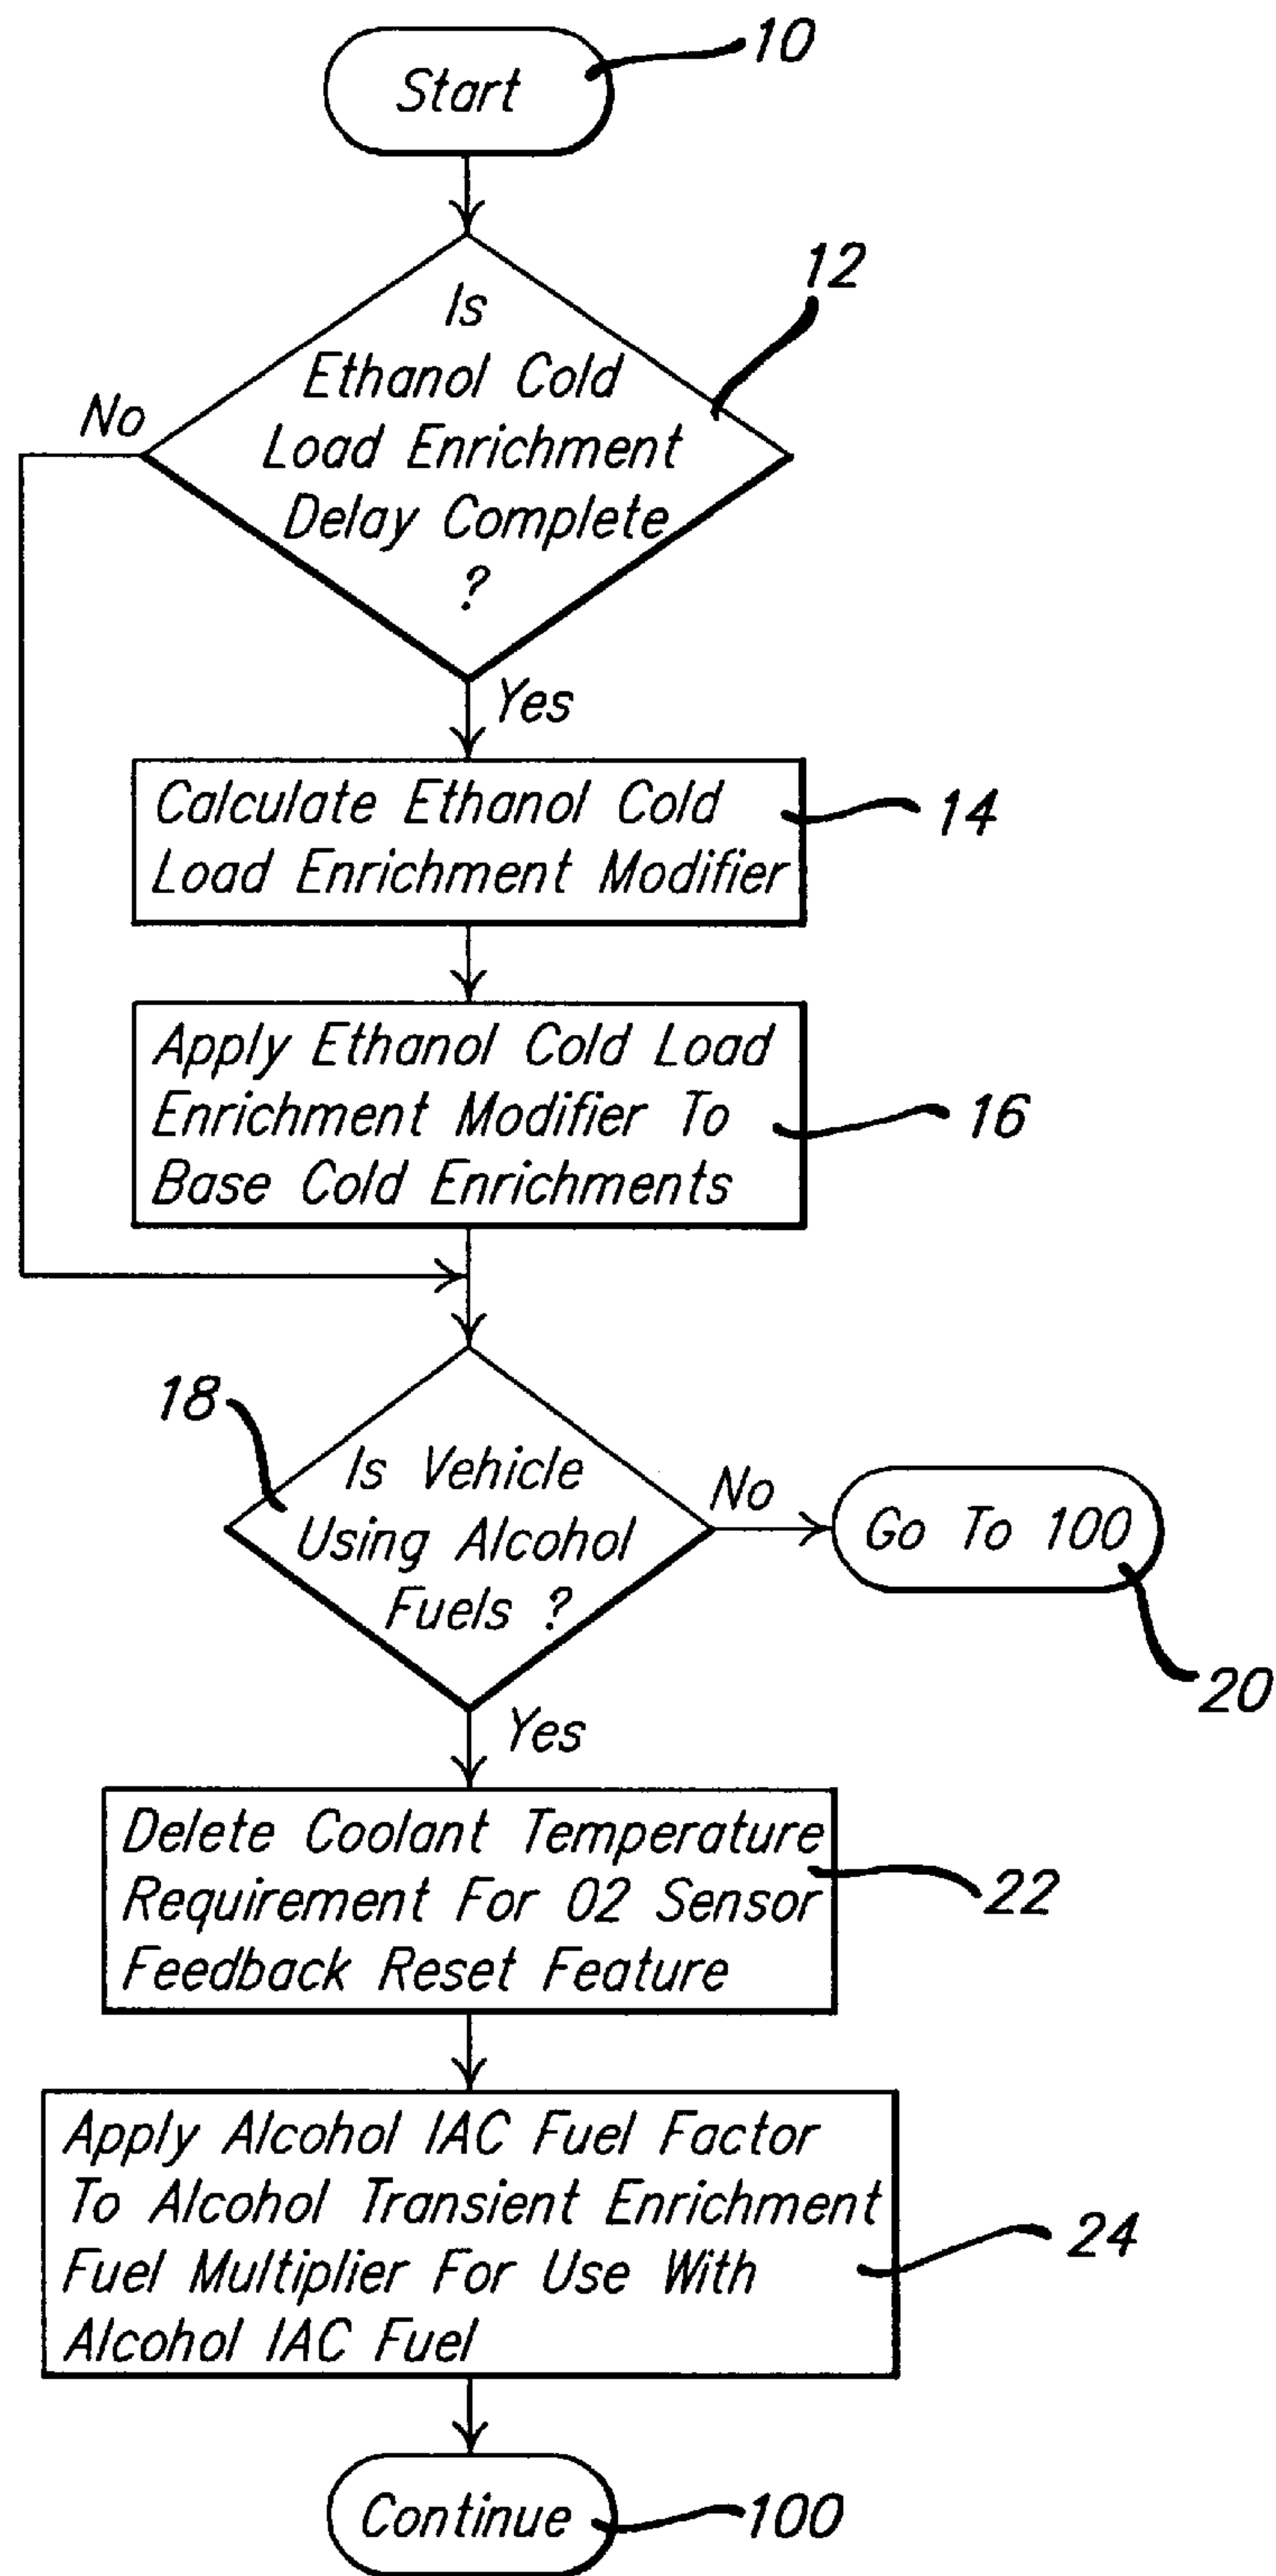 Start
10
12
Is
Ethanol Cold
Load Enrichment
Delay Complete
?
No
Yes
Calculate Ethanol Cold
Load Enrichment Modifier
14
Apply Ethanol Cold Load
Enrichment Modifier To
Base Cold Enrichments
16
18
Is Vehicle
Using Alcohol
Fuels ?
No
Go To 100
20
Yes
Delete Coolant Temperature
Requirement For O2 Sensor
Feedback Reset Feature
22
Apply Alcohol IAC Fuel Factor
To Alcohol Transient Enrichment
Fuel Multiplier For Use With
Alcohol IAC Fuel
24
Continue
100